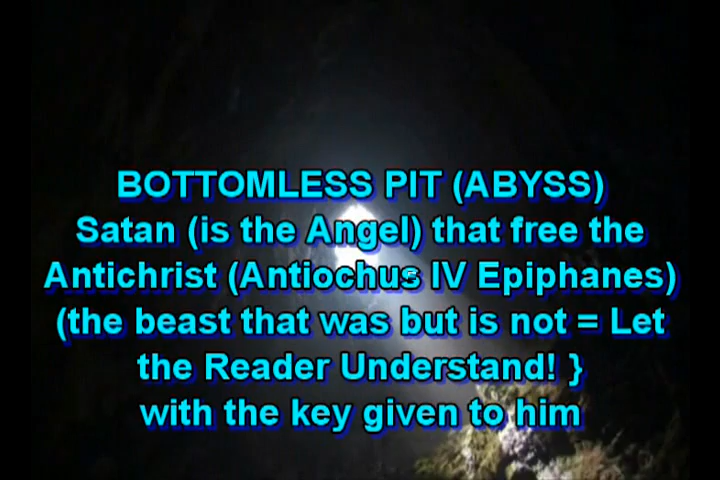 BOTTOMLESS PIT (ABYSS)
Satan (is the Angel) that free the
Antichrist (Antiochus IV Epiphanes)
(the beast that was but is not = Let
the Reader Understand! }
with the key given to him